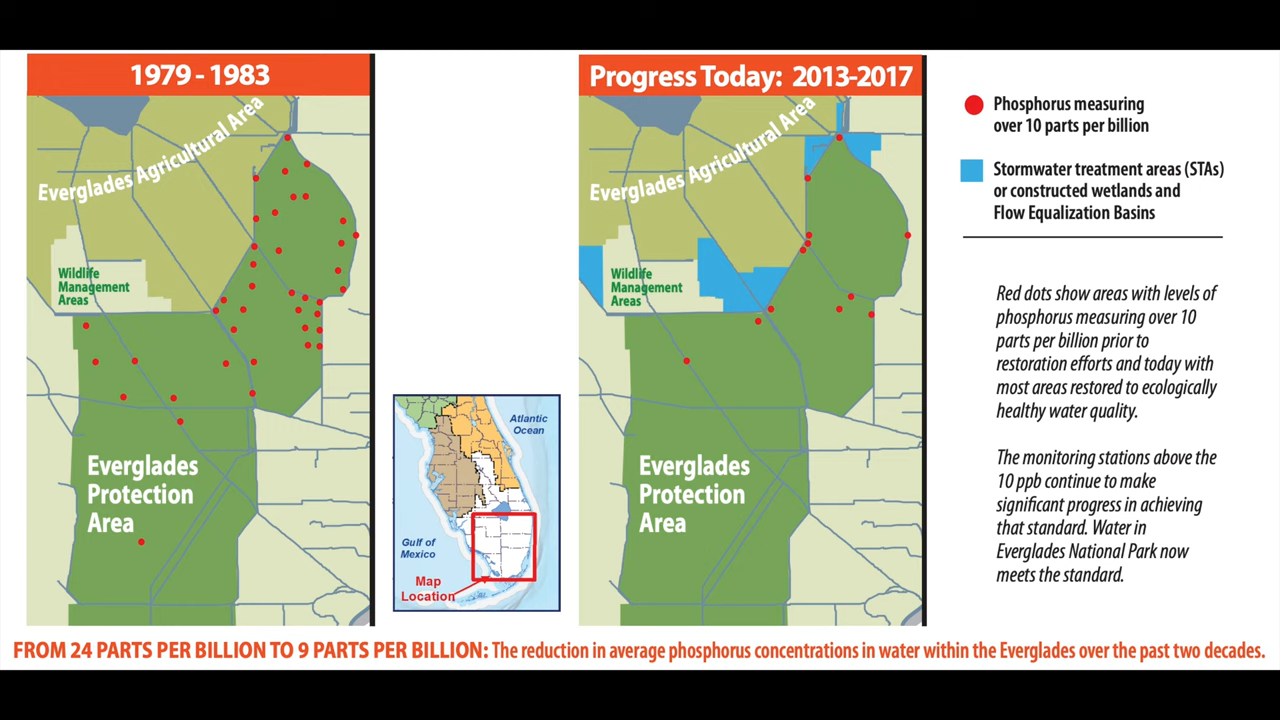 1979 - 1983
Everglades Agricultural Area
Wildlife
Management
Areas
Everglades
Protection
Area
Atlantic
Ocean
Gulf of
Mexico
Map
Location
Progress Today: 2013-2017
Everglades Agricultural Area
Wildlife
Management
Areas
Everglades
Protection
Area
Phosphorus measuring
over 10 parts per billion
Stormwater treatment areas (STAs)
or constructed wetlands and
Flow Equalization Basins
Red dots show areas with levels of
phosphorus measuring over 10
parts per billion prior to
restoration efforts and today with
most areas restored to ecologically
healthy water quality.
The monitoring stations above the
10 ppb continue to make
significant progress in achieving
that standard. Water in
Everglades National Park now
meets the standard.
FROM 24 PARTS PER BILLION TO 9 PARTS PER BILLION: The reduction in average phosphorus concentrations in water within the Everglades over the past two decades.